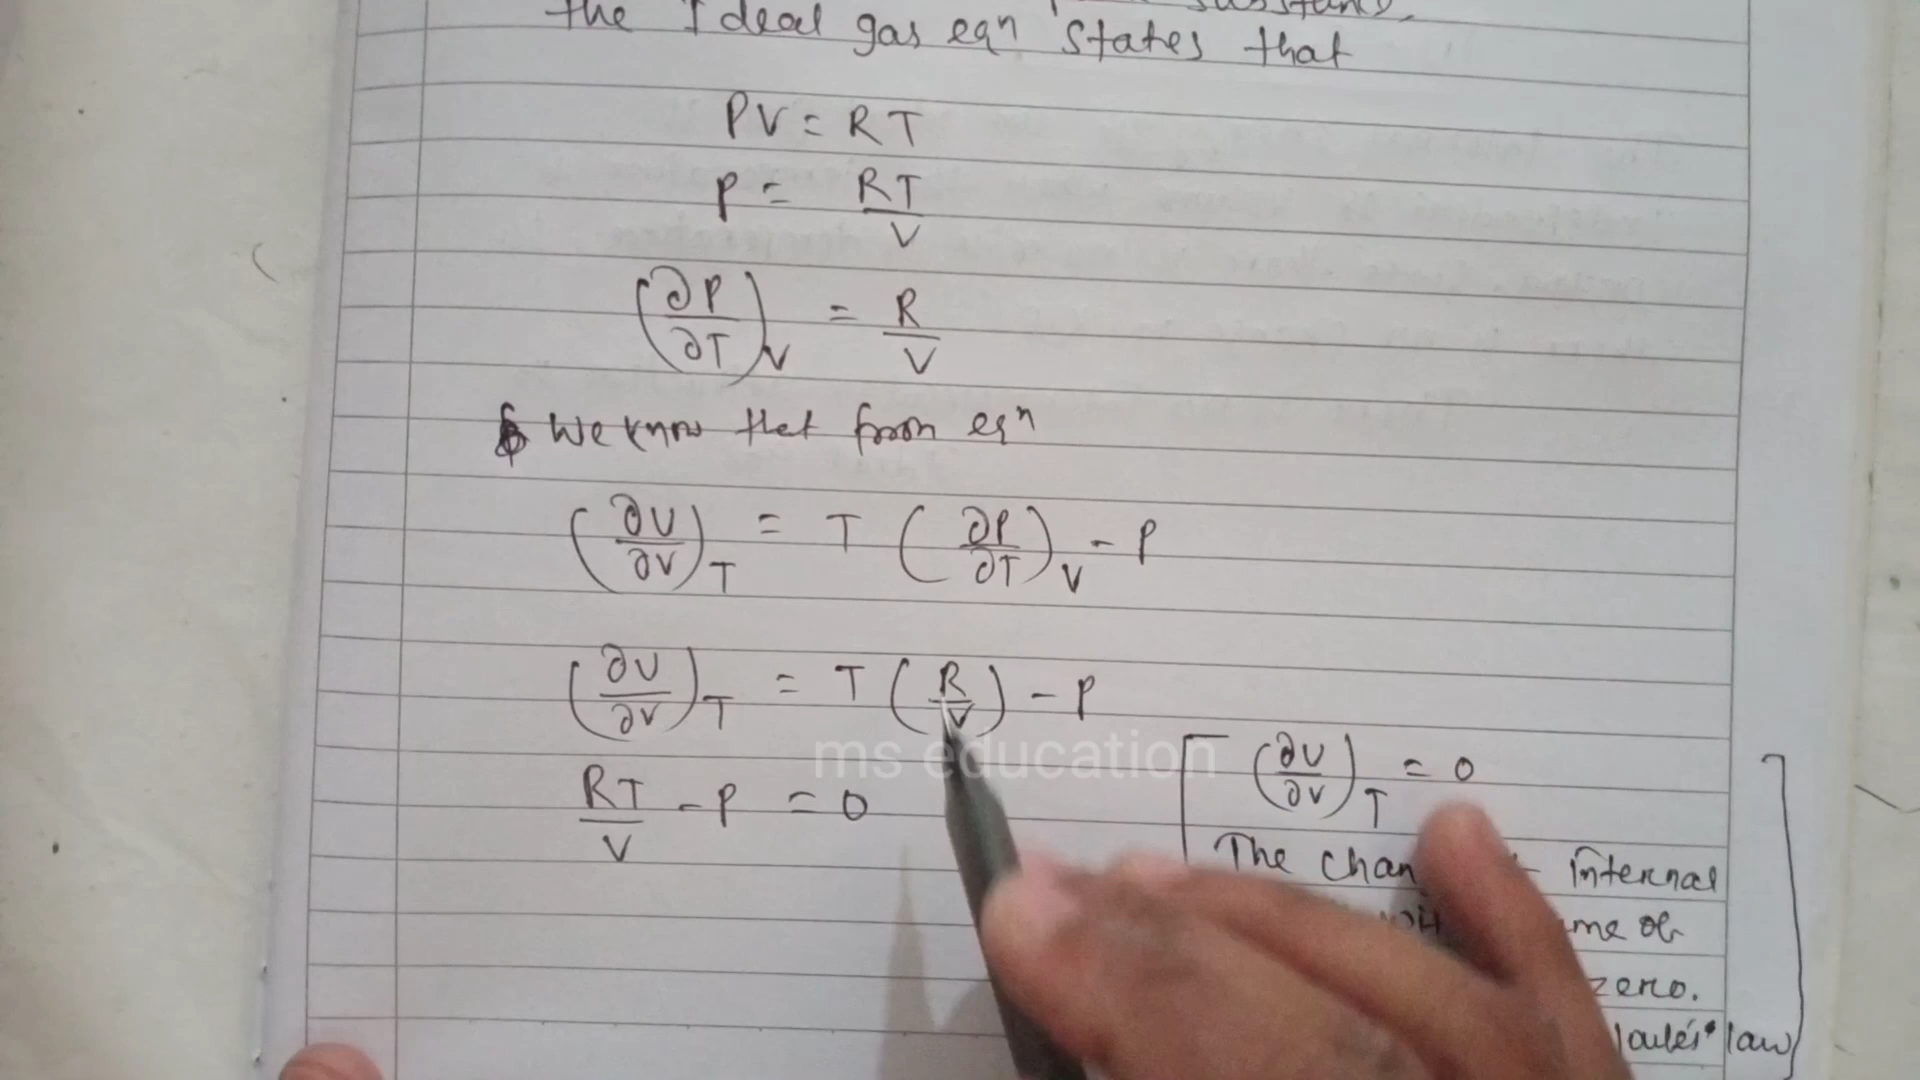 the Ideal gas eqn states that
PV = RT
P = RT/V
(∂P/∂T)V = R/V
We know that from eqn
(∂U/∂V)T = T (∂P/∂T)V - P
(∂U/∂V)T = T (R/V) - P
ms education
RT/V - P = 0
(∂U/∂V)T = 0
The chan Internal
me of
zero.
Joule's law